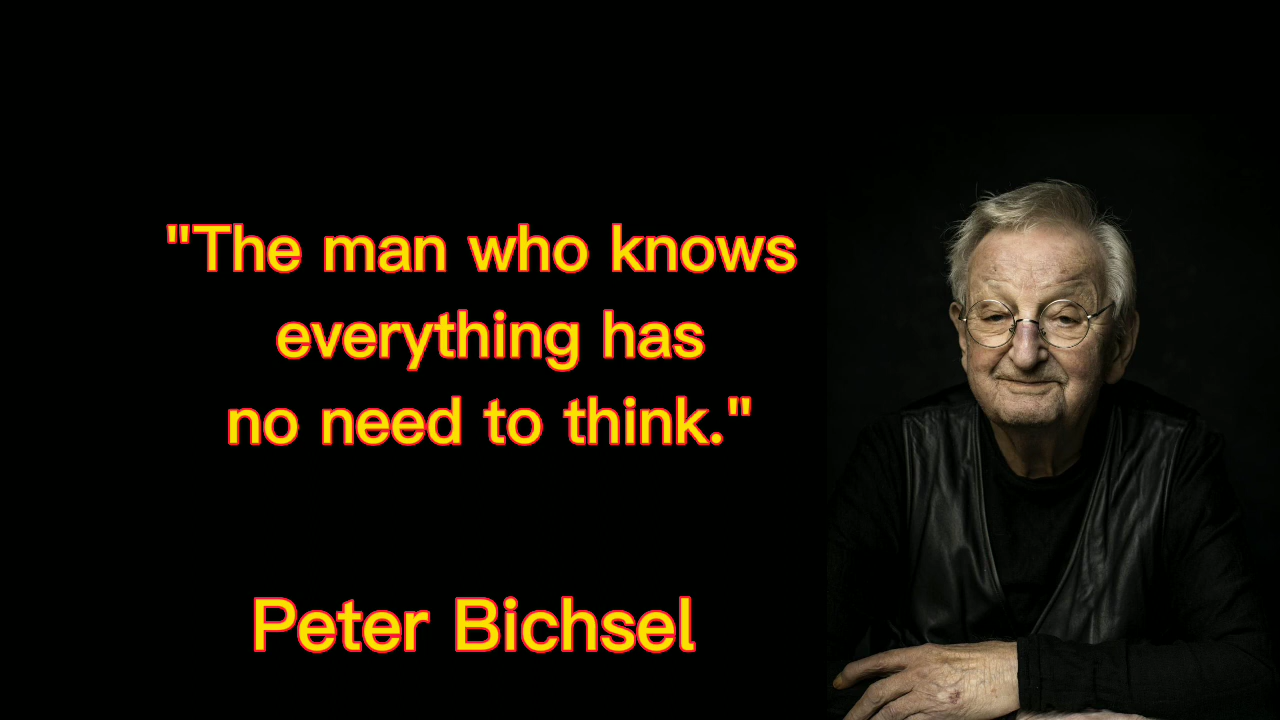 "The man who knows
everything has
no need to think."
Peter Bichsel